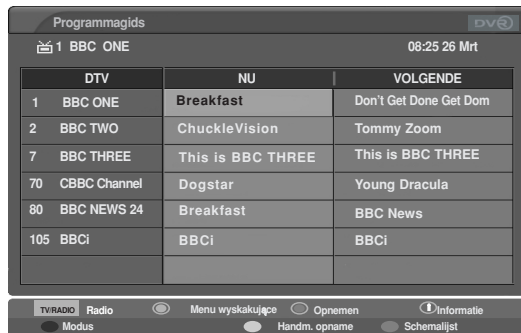 Programmagids DVR
1 BBC ONE 08:25 26 Mrt
DTV NU VOLGENDE
1 BBC ONE Breakfast Don't Get Done Get Dom
2 BBC TWO ChuckleVision Tommy Zoom
7 BBC THREE This is BBC THREE This is BBC THREE
70 CBBC Channel Dogstar Young Dracula
80 BBC NEWS 24 Breakfast BBC News
105 BBCi BBCi BBCi
TV/RADIO Radio Menu wyskakujące Opnemen Informatie
Modus Handm. opname Schemalijst